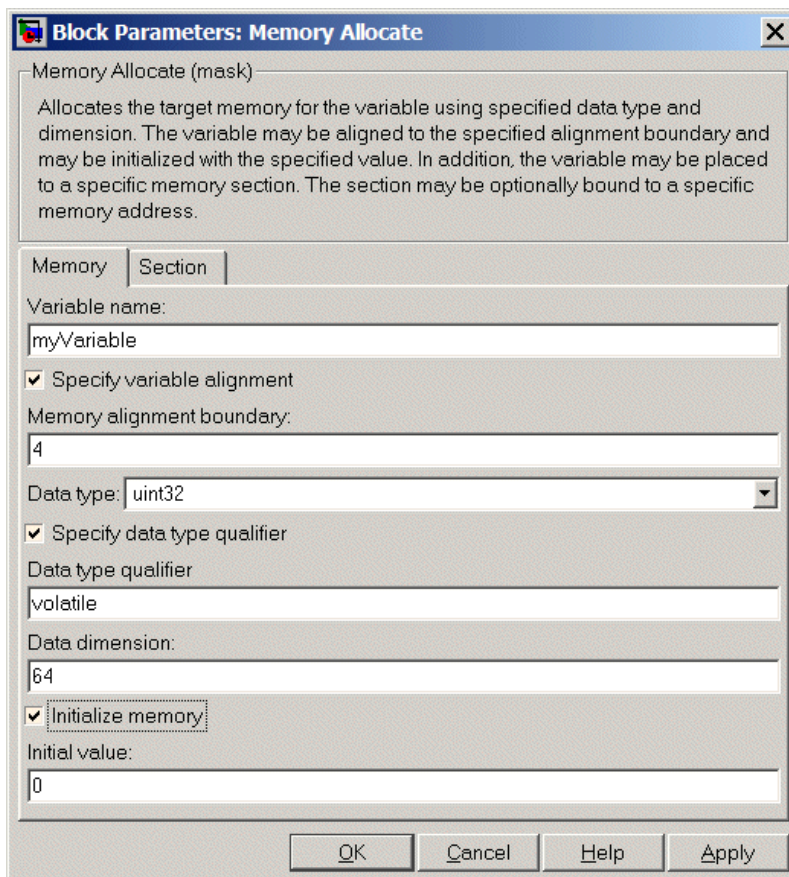 Block Parameters: Memory Allocate
Memory Allocate (mask)
Allocates the target memory for the variable using specified data type and
dimension. The variable may be aligned to the specified alignment boundary and
may be initialized with the specified value. In addition, the variable may be placed
to a specific memory section. The section may be optionally bound to a specific
memory address.
Memory Section
Variable name:
myVariable
Specify variable alignment
Memory alignment boundary:
4
Data type: uint32
Specify data type qualifier
Data type qualifier
volatile
Data dimension:
64
Initialize memory
Initial value:
0
OK Cancel Help Apply